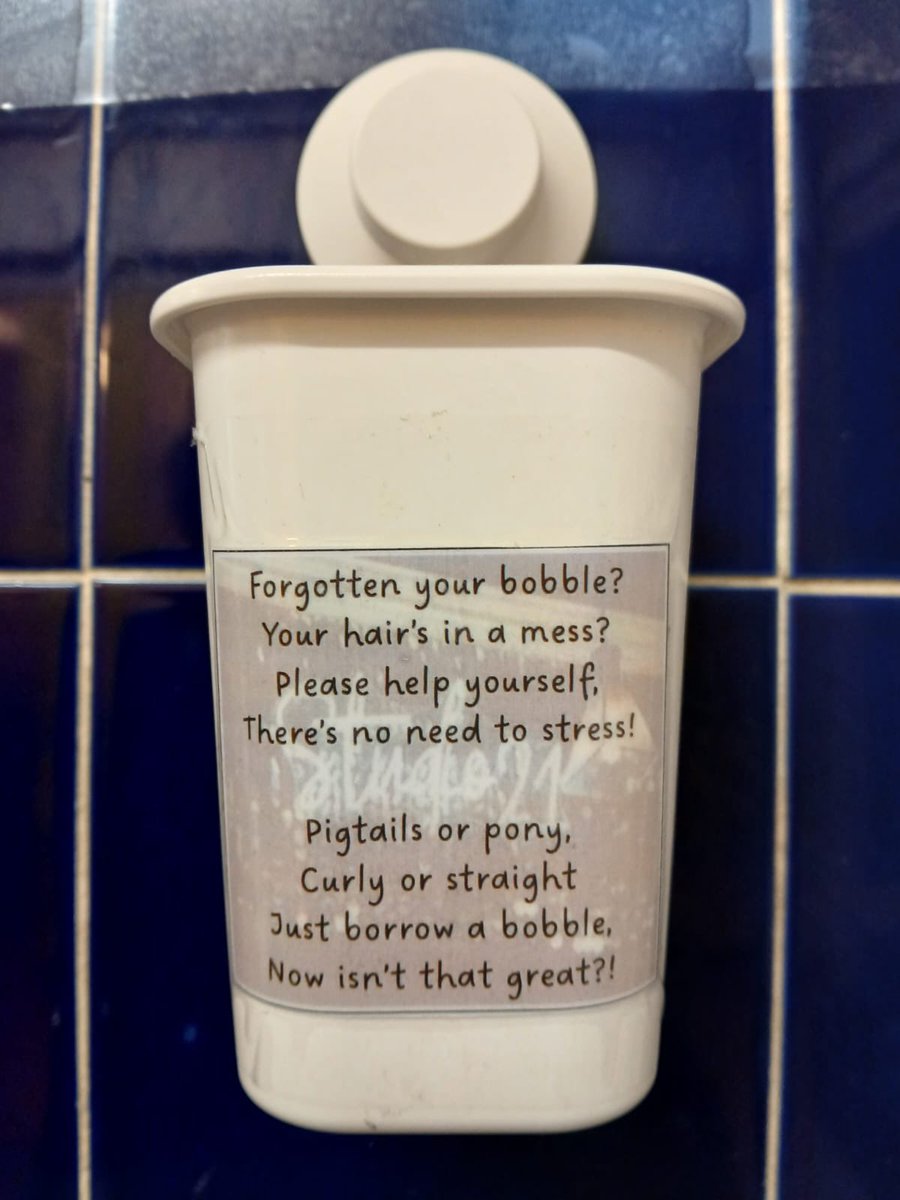 Forgotten your bobble?
Your hair's in a mess?
Please help yourself,
There's no need to stress!
Pigtails or pony,
Curly or straight
Just borrow a bobble,
Now isn't that great?!